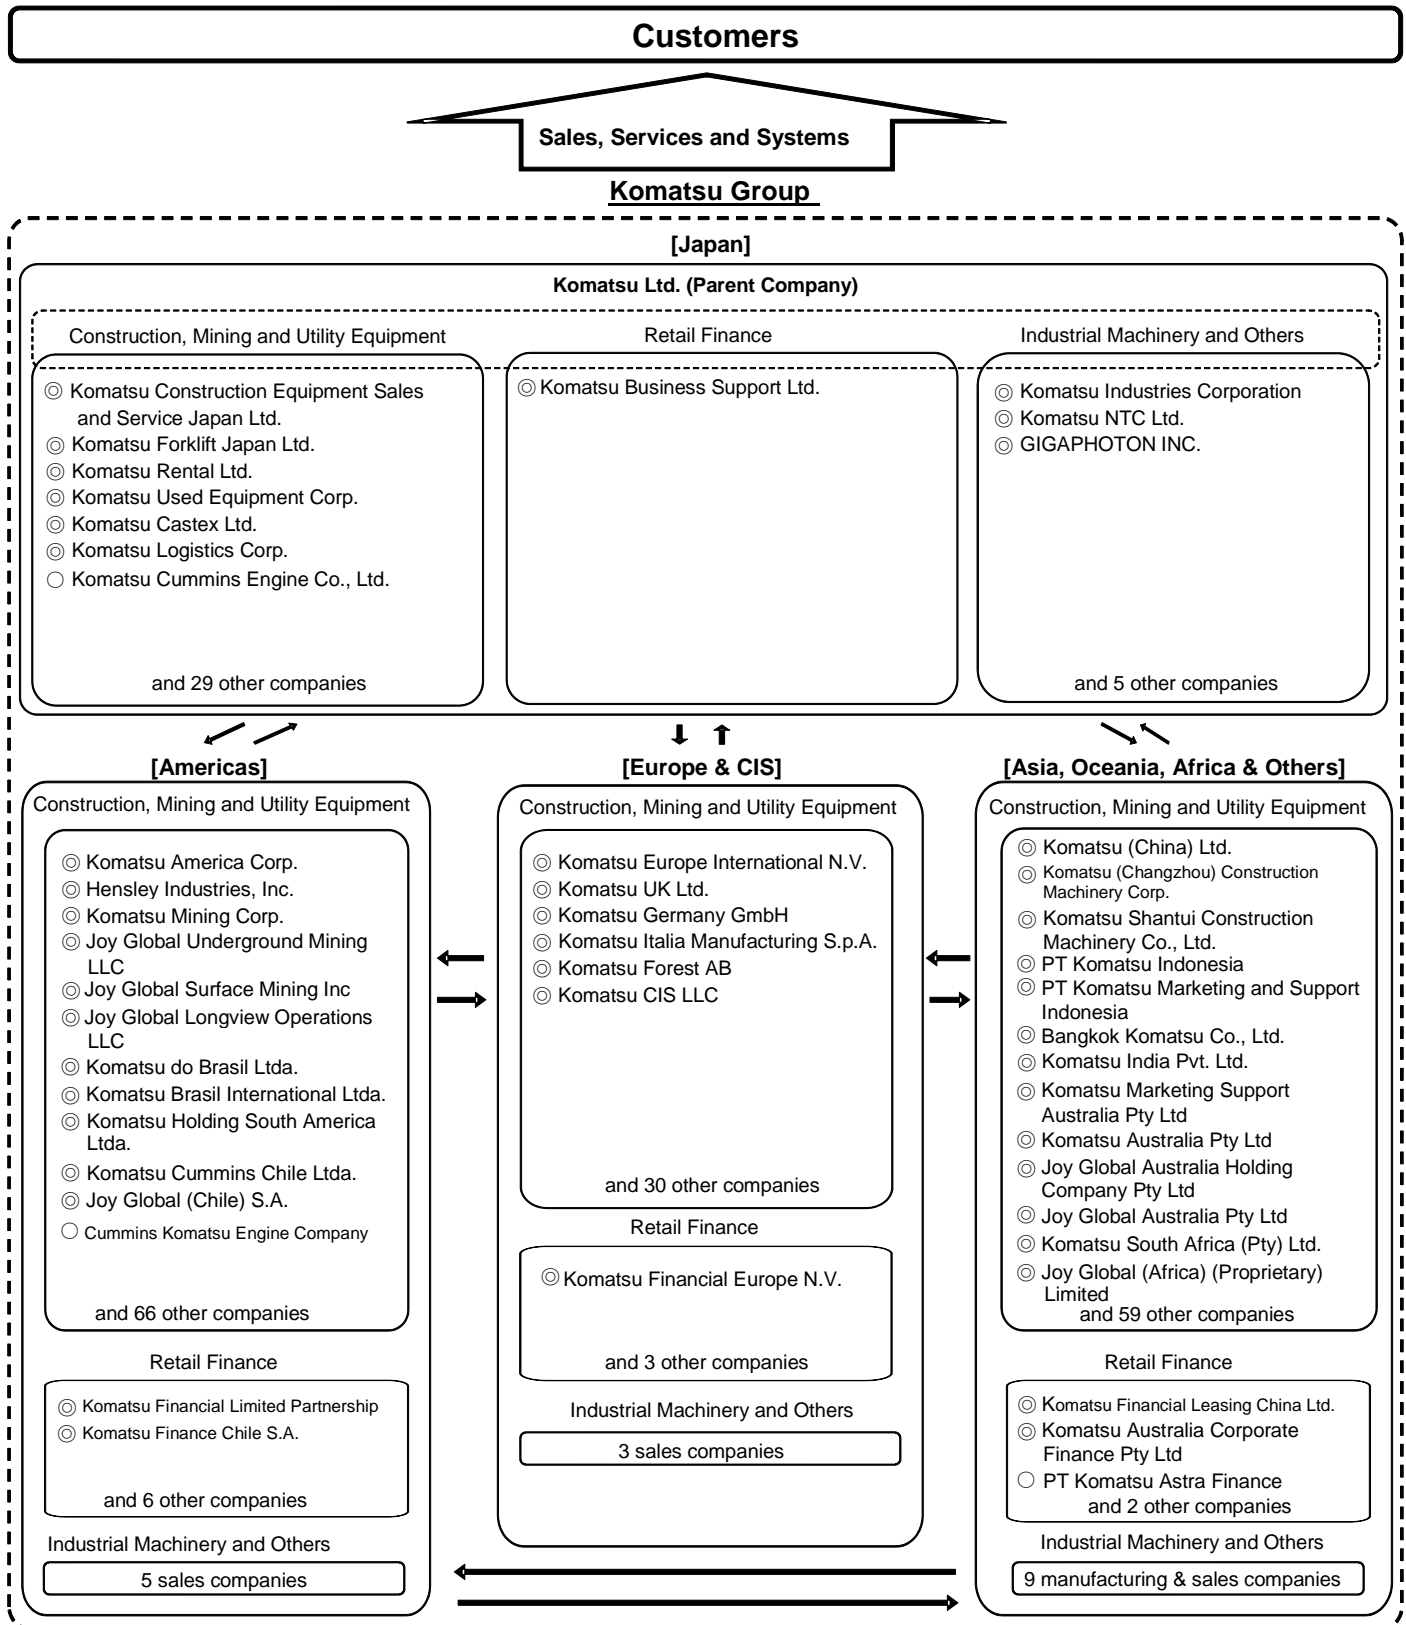 Customers
Sales, Services and Systems
Komatsu Group
[Japan]
Komatsu Ltd. (Parent Company)
Construction, Mining and Utility Equipment
◎ Komatsu Construction Equipment Sales
and Service Japan Ltd.
◎ Komatsu Forklift Japan Ltd.
◎ Komatsu Rental Ltd.
◎ Komatsu Used Equipment Corp.
◎ Komatsu Castex Ltd.
◎ Komatsu Logistics Corp.
○ Komatsu Cummins Engine Co., Ltd.
and 29 other companies
Retail Finance
◎ Komatsu Business Support Ltd.
Industrial Machinery and Others
◎ Komatsu Industries Corporation
◎ Komatsu NTC Ltd.
◎ GIGAPHOTON INC.
and 5 other companies
[Americas]
Construction, Mining and Utility Equipment
◎ Komatsu America Corp.
◎ Hensley Industries, Inc.
◎ Komatsu Mining Corp.
◎ Joy Global Underground Mining
LLC
◎ Joy Global Surface Mining Inc
◎ Joy Global Longview Operations
LLC
◎ Komatsu do Brasil Ltda.
◎ Komatsu Brasil International Ltda.
◎ Komatsu Holding South America
Ltda.
◎ Komatsu Cummins Chile Ltda.
◎ Joy Global (Chile) S.A.
○ Cummins Komatsu Engine Company
and 66 other companies
Retail Finance
◎ Komatsu Financial Limited Partnership
◎ Komatsu Finance Chile S.A.
and 6 other companies
Industrial Machinery and Others
5 sales companies
[Europe & CIS]
Construction, Mining and Utility Equipment
◎ Komatsu Europe International N.V.
◎ Komatsu UK Ltd.
◎ Komatsu Germany GmbH
◎ Komatsu Italia Manufacturing S.p.A.
◎ Komatsu Forest AB
◎ Komatsu CIS LLC
and 30 other companies
Retail Finance
◎ Komatsu Financial Europe N.V.
and 3 other companies
Industrial Machinery and Others
3 sales companies
[Asia, Oceania, Africa & Others]
Construction, Mining and Utility Equipment
◎ Komatsu (China) Ltd.
◎ Komatsu (Changzhou) Construction
Machinery Corp.
◎ Komatsu Shantui Construction
Machinery Co., Ltd.
◎ PT Komatsu Indonesia
◎ PT Komatsu Marketing and Support
Indonesia
◎ Bangkok Komatsu Co., Ltd.
◎ Komatsu India Pvt. Ltd.
◎ Komatsu Marketing Support
Australia Pty Ltd
◎ Komatsu Australia Pty Ltd
◎ Joy Global Australia Holding
Company Pty Ltd
◎ Joy Global Australia Pty Ltd
◎ Komatsu South Africa (Pty) Ltd.
◎ Joy Global (Africa) (Proprietary)
Limited
and 59 other companies
Retail Finance
◎ Komatsu Financial Leasing China Ltd.
◎ Komatsu Australia Corporate
Finance Pty Ltd
○ PT Komatsu Astra Finance
and 2 other companies
Industrial Machinery and Others
9 manufacturing & sales companies